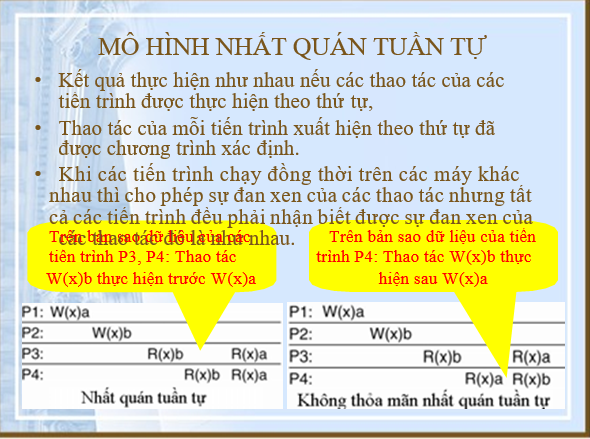 MÔ HÌNH NHẤT QUÁN TUẦN TỰ
• Kết quả thực hiện như nhau nếu các thao tác của các
tiến trình được thực hiện theo thứ tự,
• Thao tác của mỗi tiến trình xuất hiện theo thứ tự đã
được chương trình xác định.
• Khi các tiến trình chạy đồng thời trên các máy khác
nhau thì cho phép sự đan xen của các thao tác nhưng tất
cả các tiến trình đều phải nhận biết được sự đan xen của
các thao tác đó là như nhau.
Trên bản sao dữ liệu của các
tiến trình P3, P4: Thao tác
W(x)b thực hiện trước W(x)a
Trên bản sao dữ liệu của tiến
trình P4: Thao tác W(x)b thực
hiện sau W(x)a
P1: W(x)a
P2: W(x)b
P3: R(x)b R(x)a
P4: R(x)b R(x)a
Nhất quán tuần tự
P1: W(x)a
P2: W(x)b
P3: R(x)b R(x)a
P4: R(x)a R(x)b
Không thỏa mãn nhất quán tuần tự